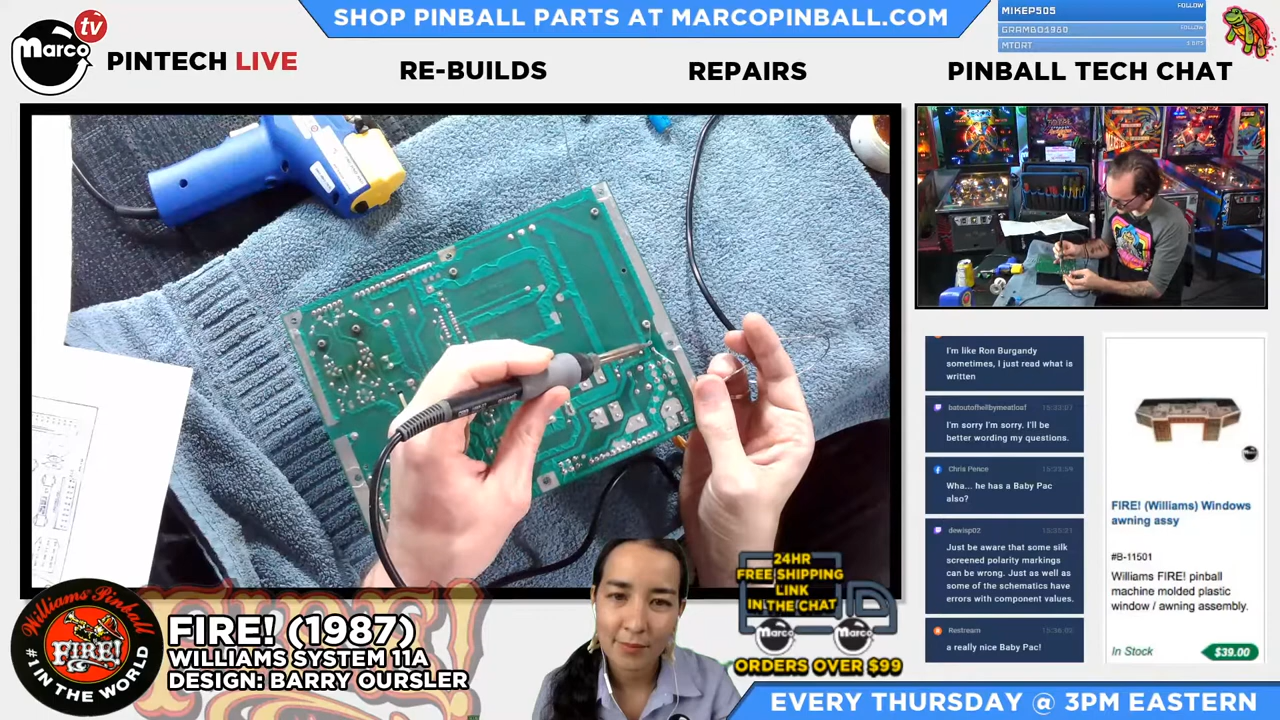 SHOP PINBALL PARTS AT MARCOPINBALL.COM
MIKEP505
FOLLOW
GRAMBO1980
FOLLOW
MTORT
Marco
tv
PINTECH LIVE
RE-BUILDS
REPAIRS
PINBALL TECH CHAT
I'm like Ron Burgandy
sometimes, I just read what is
written
batoutofhellbymeatloaf
I'm sorry I'm sorry. I'll be
better wording my questions.
Chris Pence
Wha... he has a Baby Pac
also?
dewisp02
Just be aware that some silk
screened polarity markings
can be wrong. Just as well as
some of the schematics have
errors with component values.
Restream
a really nice Baby Pac!
FIRE! (Williams) Windows
awning assy
#B-11501
Williams FIRE! pinball
machine molded plastic
window / awning assembly.
In Stock
$39.00
24HR
FREE SHIPPING
LINK
IN THE CHAT
Marco
Marco
ORDERS OVER $99
Williams Pinball
FIRE!
#1 IN THE WORLD
FIRE! (1987)
WILLIAMS SYSTEM 11A
DESIGN: BARRY OURSLER
EVERY THURSDAY @ 3PM EASTERN